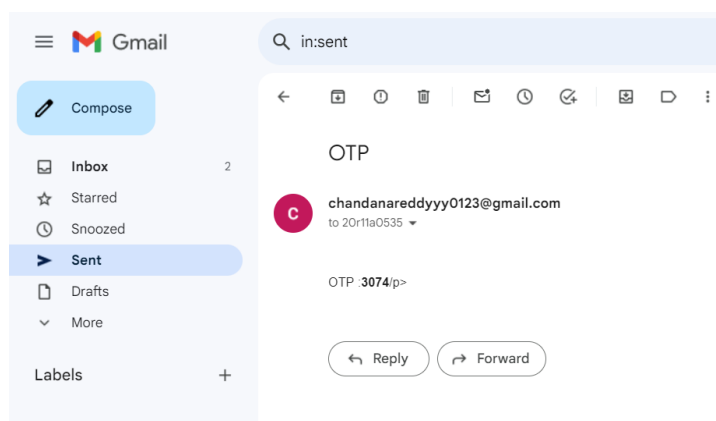 Gmail
in:sent
Compose
Inbox 2
Starred
Snoozed
Sent
Drafts
More
Labels +
OTP
C
chandanareddyyy0123@gmail.com
to 20r11a0535
OTP :3074/p>
Reply
Forward